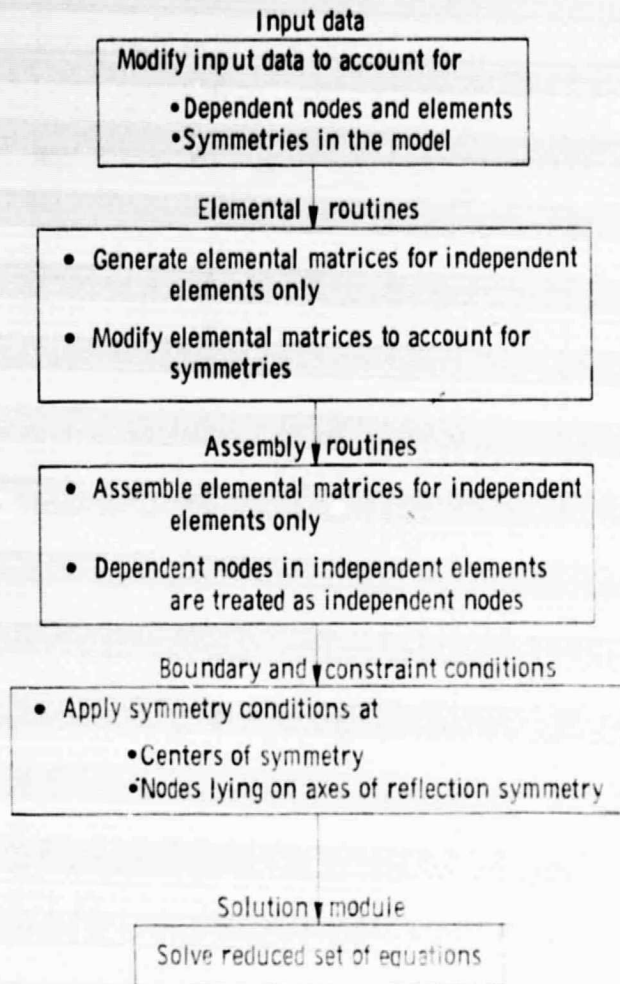 Input data
Modify input data to account for
•Dependent nodes and elements
•Symmetries in the model
Elemental routines
• Generate elemental matrices for independent
elements only
• Modify elemental matrices to account for
symmetries
Assembly routines
• Assemble elemental matrices for independent
elements only
• Dependent nodes in independent elements
are treated as independent nodes
Boundary and constraint conditions
• Apply symmetry conditions at
•Centers of symmetry
•Nodes lying on axes of reflection symmetry
Solution module
Solve reduced set of equations